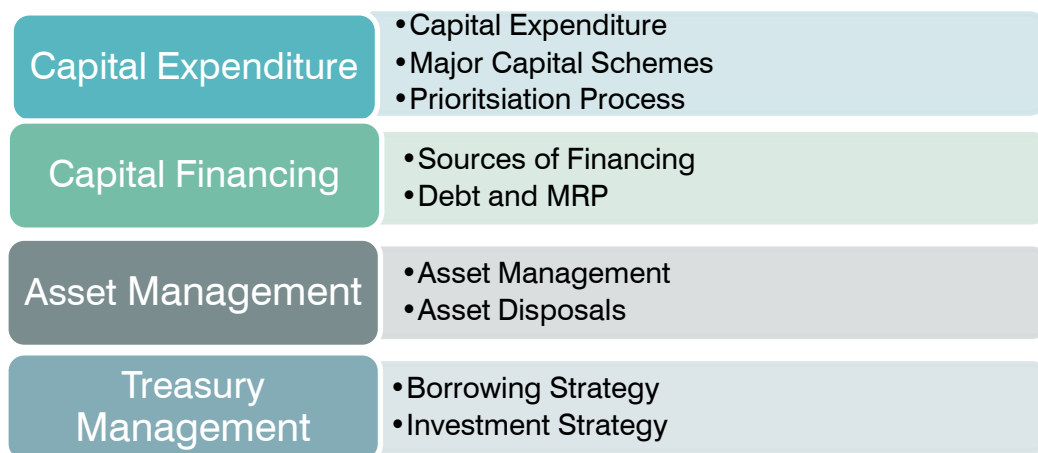 Capital Expenditure
•Capital Expenditure
•Major Capital Schemes
•Prioritsiation Process
Capital Financing
•Sources of Financing
•Debt and MRP
Asset Management
•Asset Management
•Asset Disposals
Treasury
Management
•Borrowing Strategy
•Investment Strategy